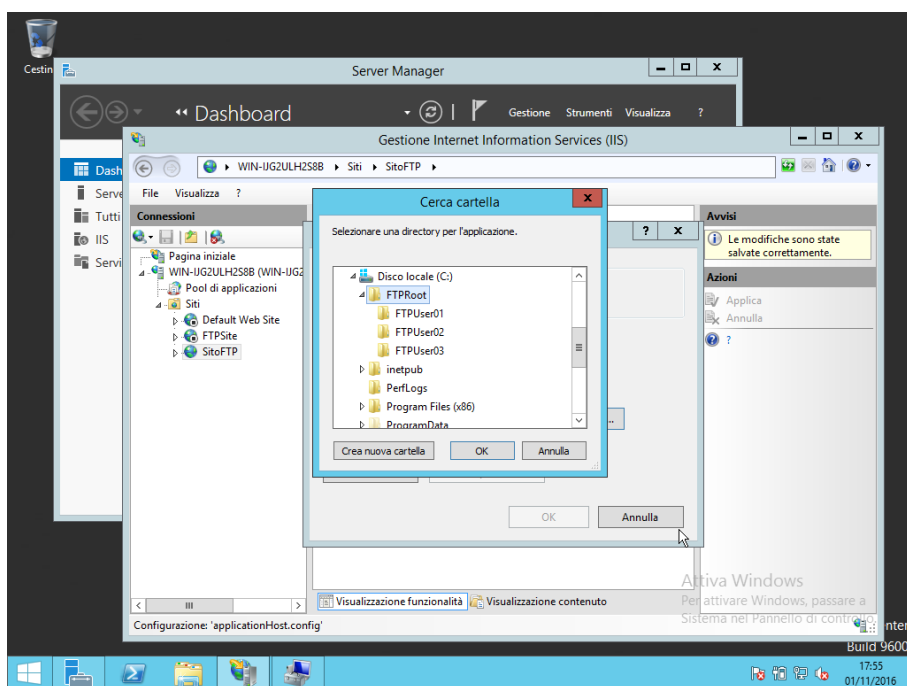 Cestin
Server Manager
Dashboard
Gestione Strumenti Visualizza ?
Gestione Internet Information Services (IIS)
WIN-UG2ULH2S8B Siti SitoFTP
File Visualizza ?
Dash
Serve
Tutti
IIS
Servi
Connessioni
Pagina iniziale
WIN-UG2ULH2S8B (WIN-UG2
Pool di applicazioni
Siti
Default Web Site
FTPSite
SitoFTP
Cerca cartella
Selezionare una directory per l'applicazione.
Disco locale (C:)
FTPRoot
FTPUser01
FTPUser02
FTPUser03
inetpub
PerfLogs
Program Files (x86)
ProgramData
Crea nuova cartella OK Annulla
? x
..
OK Annulla
Avvisi
Le modifiche sono state
salvate correttamente.
Azioni
Applica
Annulla
?
Visualizzazione funzionalità Visualizzazione contenuto
Configurazione: 'applicationHost.config'
Attiva Windows
Per attivare Windows, passare a
Sistema nel Pannello di controllo.
enter
Build 9600
17:55
01/11/2016